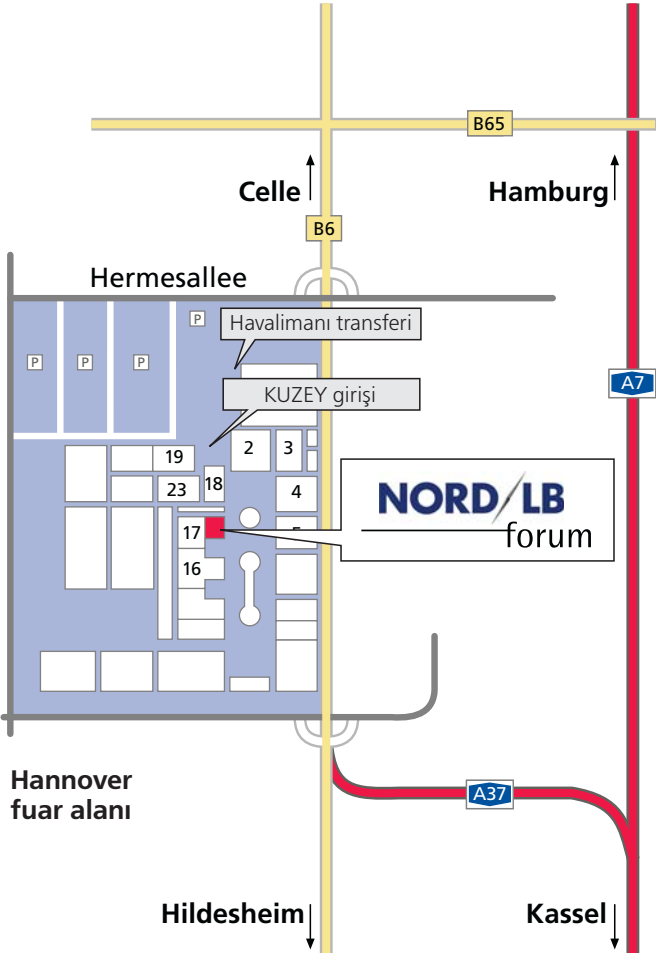 B65
Celle
Hamburg
B6
Hermesallee
P
Havalimanı transferi
P
P
P
A7
KUZEY girişi
2
3
19
18
23
4
NORD/LB
forum
17
5
16
Hannover
fuar alanı
A37
Hildesheim
Kassel